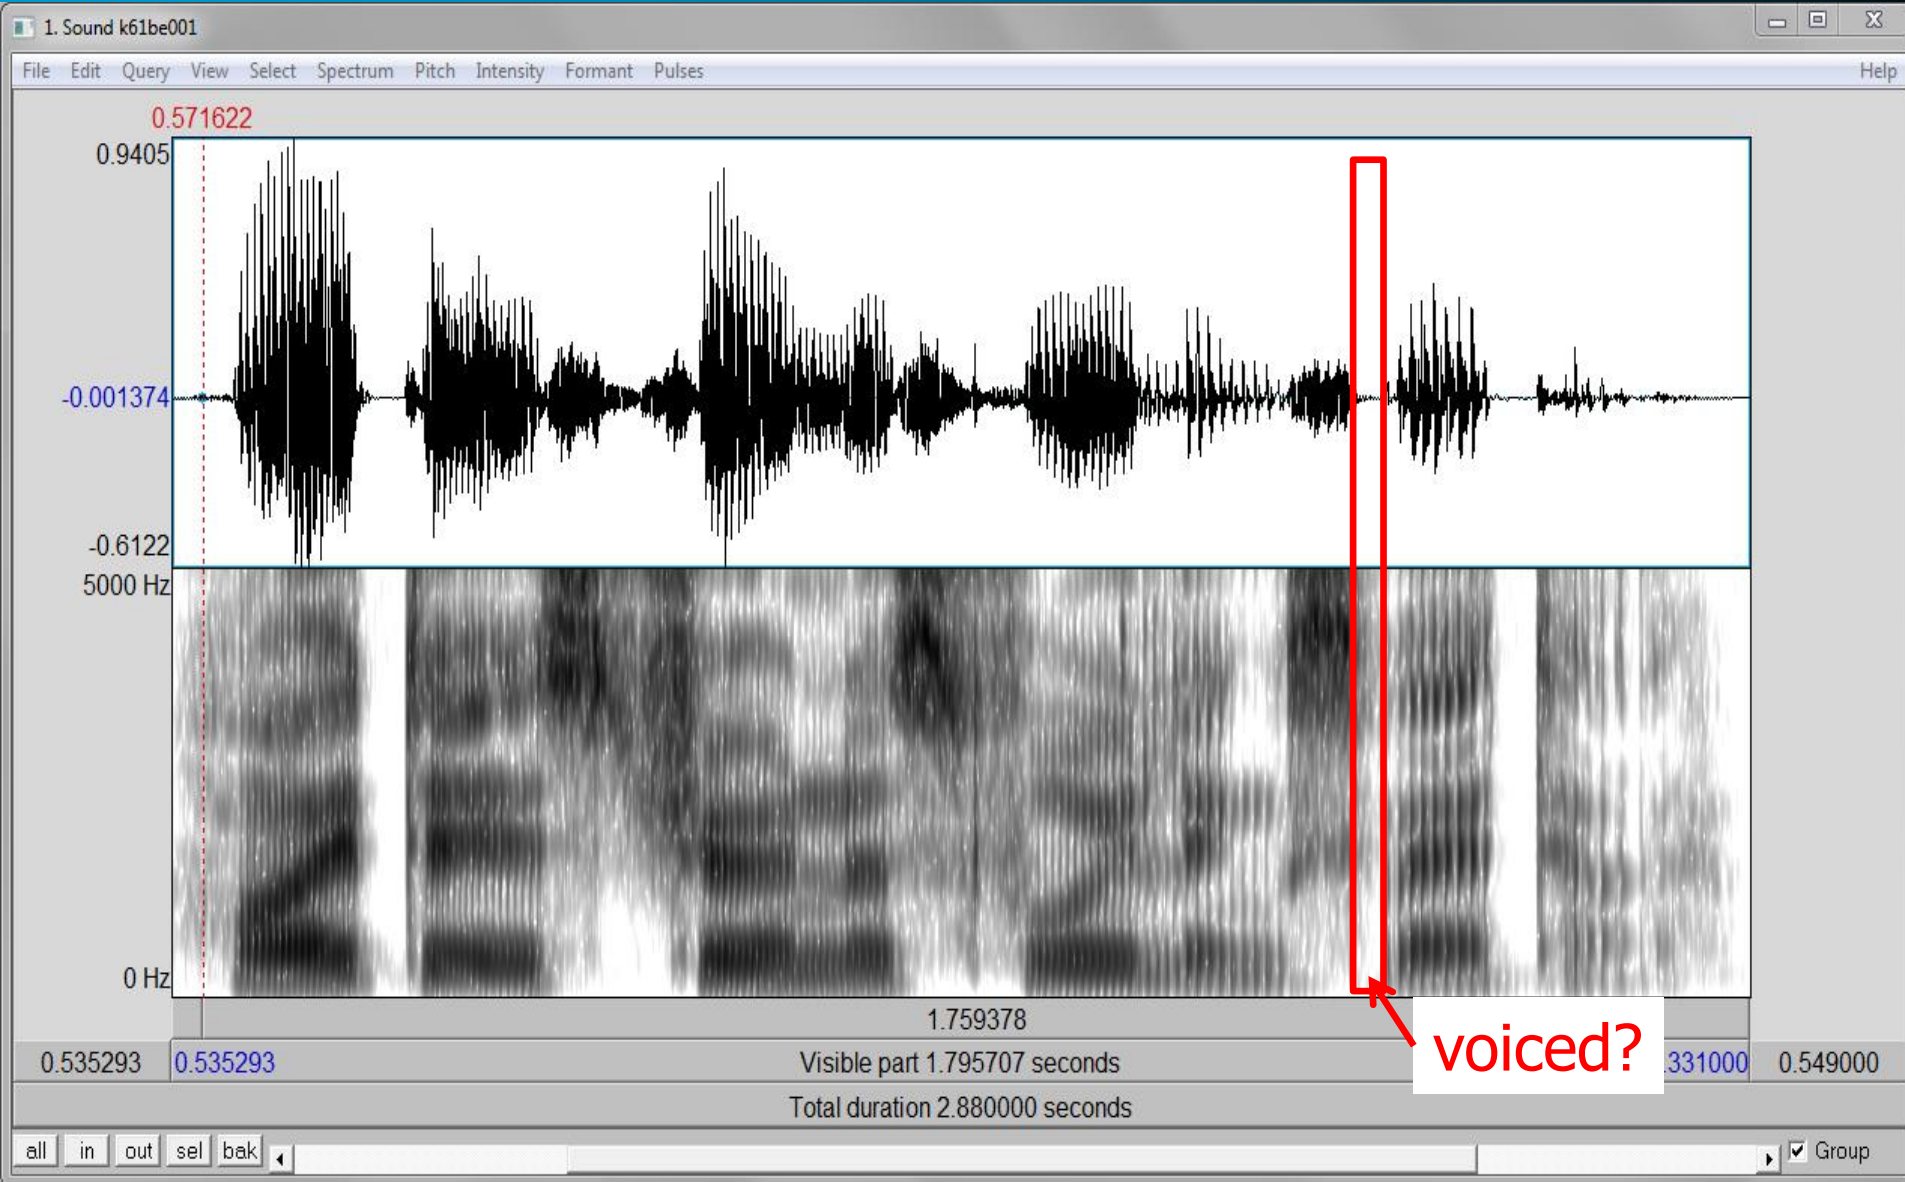 1. Sound k61be001
File Edit Query View Select Spectrum Pitch Intensity Formant Pulses Help
0.571622
0.9405
-0.001374
-0.6122
5000 Hz
0 Hz
1.759378
voiced?
0.535293 0.535293 Visible part 1.795707 seconds .331000 0.549000
Total duration 2.880000 seconds
all in out sel bak Group